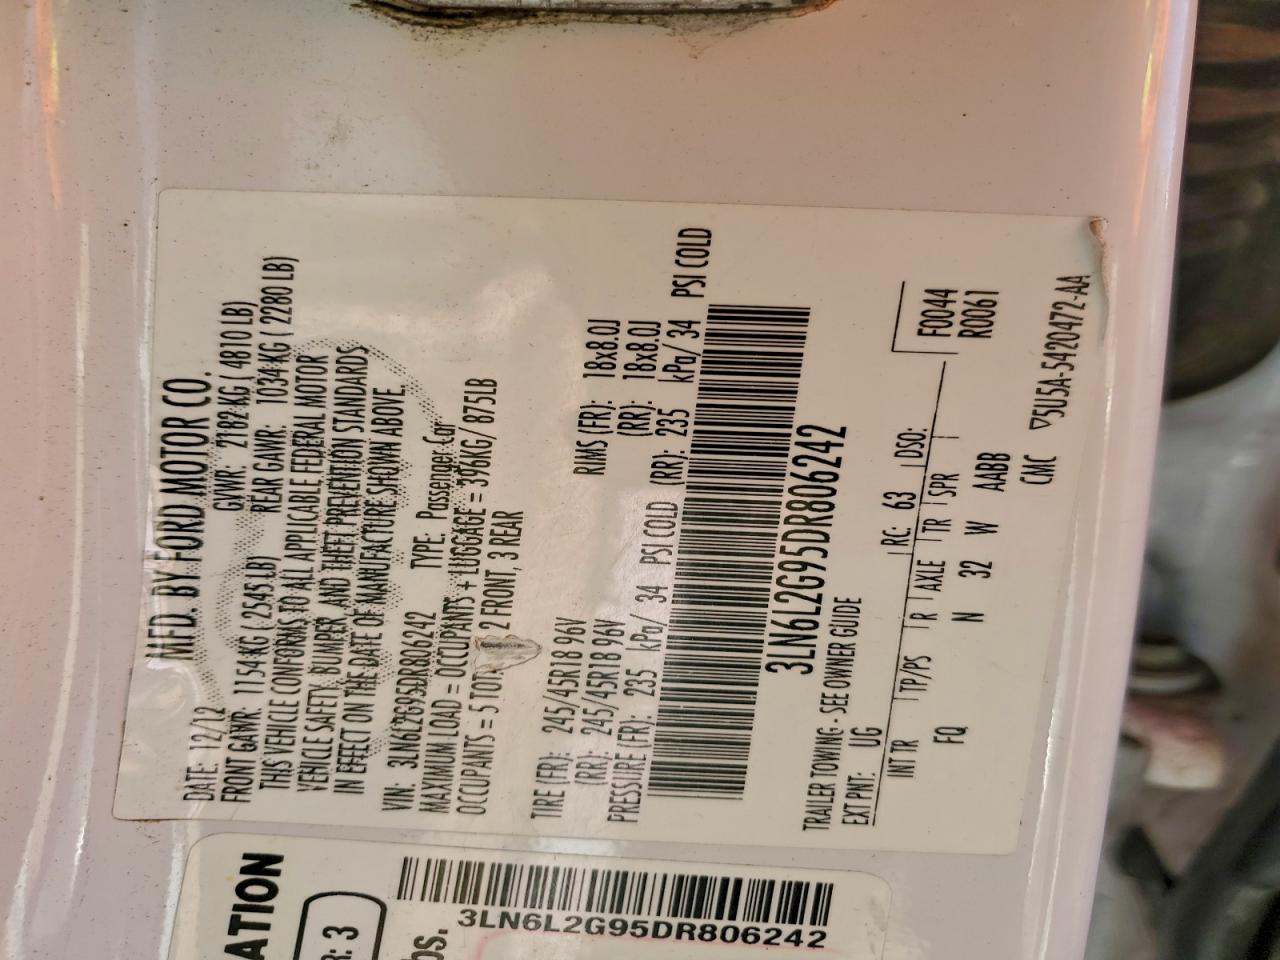 MFD. BY FORD MOTOR CO.
DATE: 12/12 GVWR: 2182 KG ( 4810 LB)
FRONT GAWR: 1154 KG ( 2545 LB) REAR GAWR: 1034 KG ( 2280 LB)
THIS VEHICLE CONFORMS TO ALL APPLICABLE FEDERAL MOTOR
VEHICLE SAFETY, BUMPER, AND THEFT PREVENTION STANDARDS
IN EFFECT ON THE DATE OF MANUFACTURE SHOWN ABOVE.
VIN: 3LN6L2G95DR806242 TYPE: Passenger Car
MAXIMUM LOAD = OCCUPANTS + LUGGAGE = 396KG/ 875LB
OCCUPANTS = 5 TOT. 2 FRONT, 3 REAR
TIRE (FR): 245/45R18 96V RIMS (FR): 18x8.0J
(RR): 245/45R18 96V (RR): 18x8.0J
PRESSURE (FR): 235 kPa/ 34 PSI COLD (RR): 235 kPa/ 34 PSI COLD
3LN6L2G95DR806242
TRAILER TOWING - SEE OWNER GUIDE
EXT PNT: UG RC: 63 DSO:
INT TR TP/PS R AXLE TR SPR F0044
FQ N 32 W AABB R0061
CMC
▽5U5A-5420472-AA
ATION
R: 3
bs.
3LN6L2G95DR806242